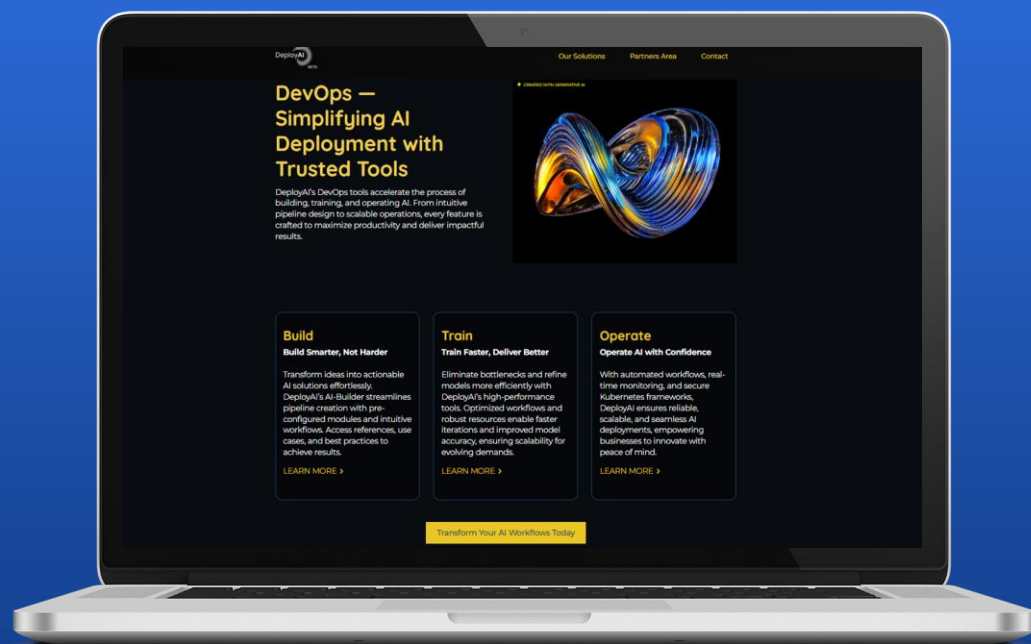 DeployAI
BETA
Our Solutions
Partners Area
Contact
CREATED WITH GENERATIVE AI
DevOps —
Simplifying AI
Deployment with
Trusted Tools
DeployAI's DevOps tools accelerate the process of
building, training, and operating AI. From intuitive
pipeline design to scalable operations, every feature is
crafted to maximize productivity and deliver impactful
results.
Build
Build Smarter, Not Harder
Transform ideas into actionable
AI solutions effortlessly.
DeployAI's AI-Builder streamlines
pipeline creation with pre-
configured modules and intuitive
workflows. Access references, use
cases, and best practices to
achieve results.
LEARN MORE >
Train
Train Faster, Deliver Better
Eliminate bottlenecks and refine
models more efficiently with
DeployAI's high-performance
tools. Optimized workflows and
robust resources enable faster
iterations and improved model
accuracy, ensuring scalability for
evolving demands.
LEARN MORE >
Operate
Operate AI with Confidence
With automated workflows, real-
time monitoring, and secure
Kubernetes frameworks,
DeployAI ensures reliable,
scalable, and seamless AI
deployments, empowering
businesses to innovate with
peace of mind.
LEARN MORE >
Transform Your AI Workflows Today